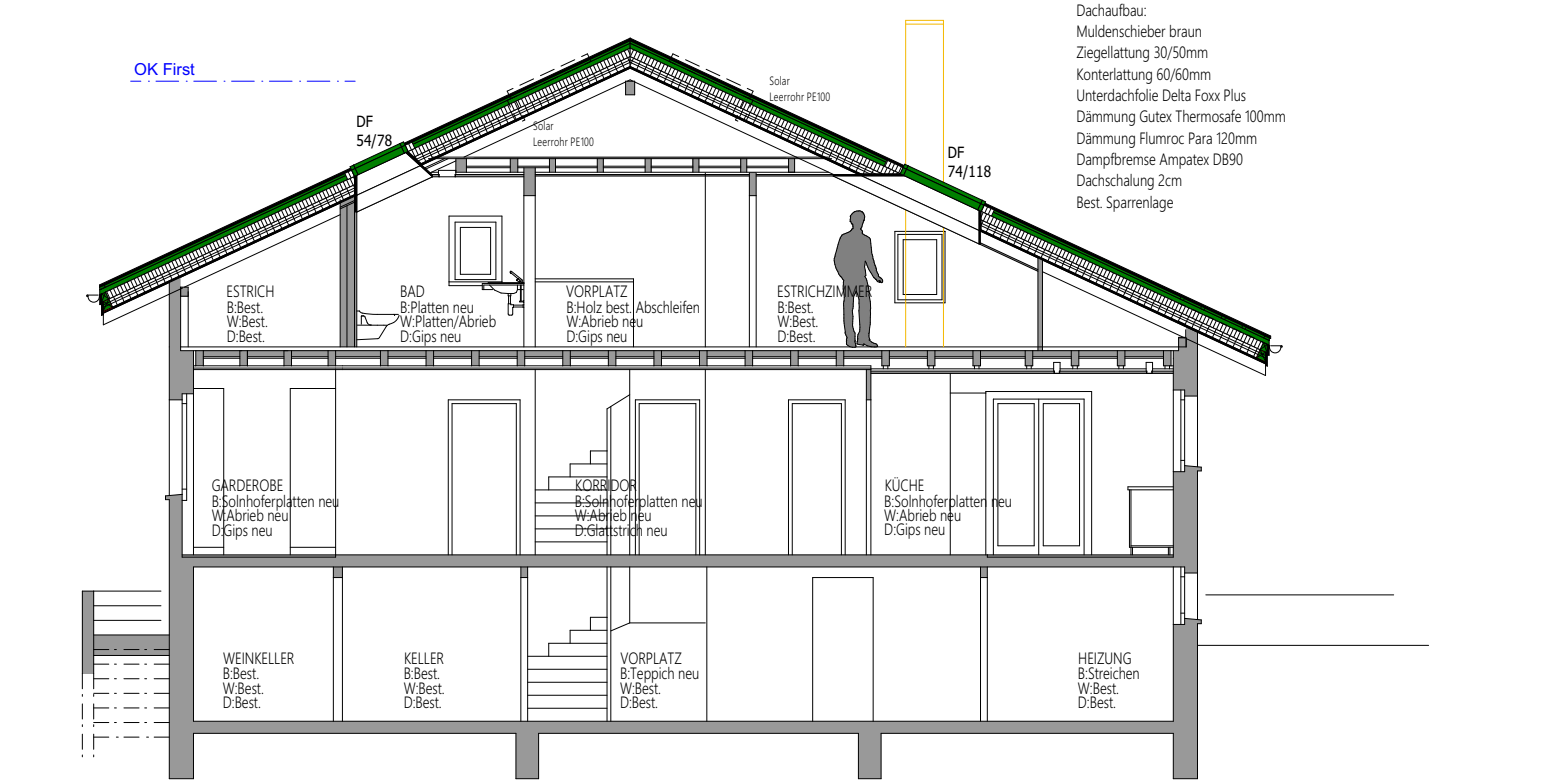 Dachaufbau:
Muldenschieber braun
Ziegellattung 30/50mm
Konterlattung 60/60mm
Unterdachfolie Delta Foxx Plus
Dämmung Gutex Thermosafe 100mm
Dämmung Flumroc Para 120mm
Dampfbremse Ampatex DB90
Dachschalung 2cm
Best. Sparrenlage
OK First
Solar
Leerrohr PE100
DF
54/78
Solar
Leerrohr PE100
DF
74/118
ESTRICH
B:Best.
W:Best.
D:Best.
BAD
B:Platten neu
W:Platten/Abrieb
D:Gips neu
VORPLATZ
B:Holz best. Abschleifen
W:Abrieb neu
D:Gips neu
ESTRICHZIMMER
B:Best.
W:Best.
D:Best.
GARDEROBE
B:Solnhoferplatten neu
W:Abrieb neu
D:Gips neu
KORRIDOR
B:Solnhoferplatten neu
W:Abrieb neu
D:Glattstrich neu
KÜCHE
B:Solnhoferplatten neu
W:Abrieb neu
D:Gips neu
WEINKELLER
B:Best.
W:Best.
D:Best.
KELLER
B:Best.
W:Best.
D:Best.
VORPLATZ
B:Teppich neu
W:Best.
D:Best.
HEIZUNG
B:Streichen
W:Best.
D:Best.